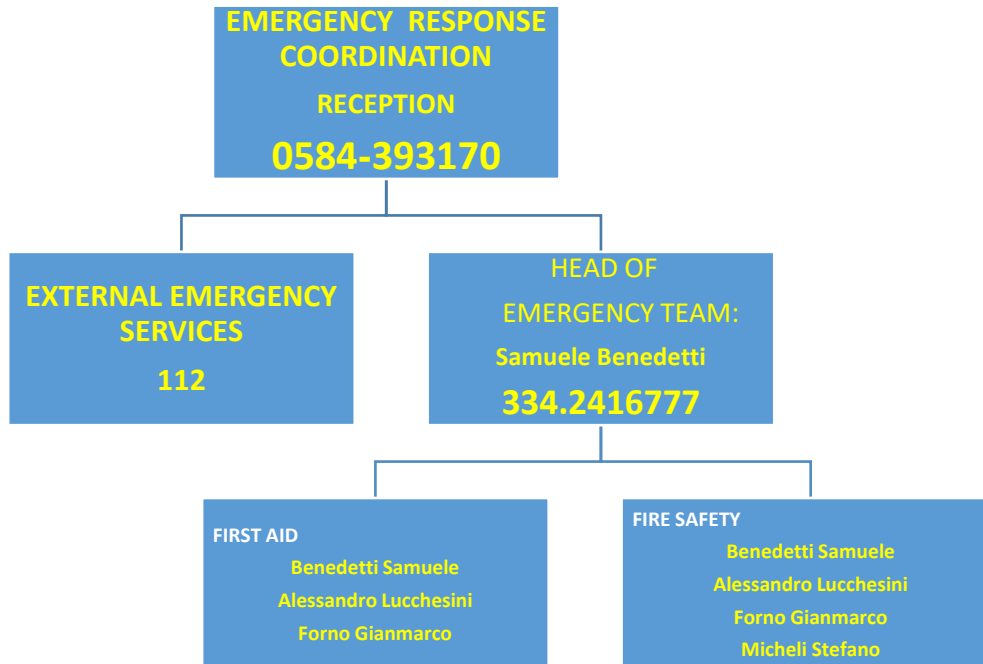 EMERGENCY RESPONSE
COORDINATION
RECEPTION
0584-393170
EXTERNAL EMERGENCY
SERVICES
112
HEAD OF
EMERGENCY TEAM:
Samuele Benedetti
334.2416777
FIRST AID
Benedetti Samuele
Alessandro Lucchesini
Forno Gianmarco
FIRE SAFETY
Benedetti Samuele
Alessandro Lucchesini
Forno Gianmarco
Micheli Stefano